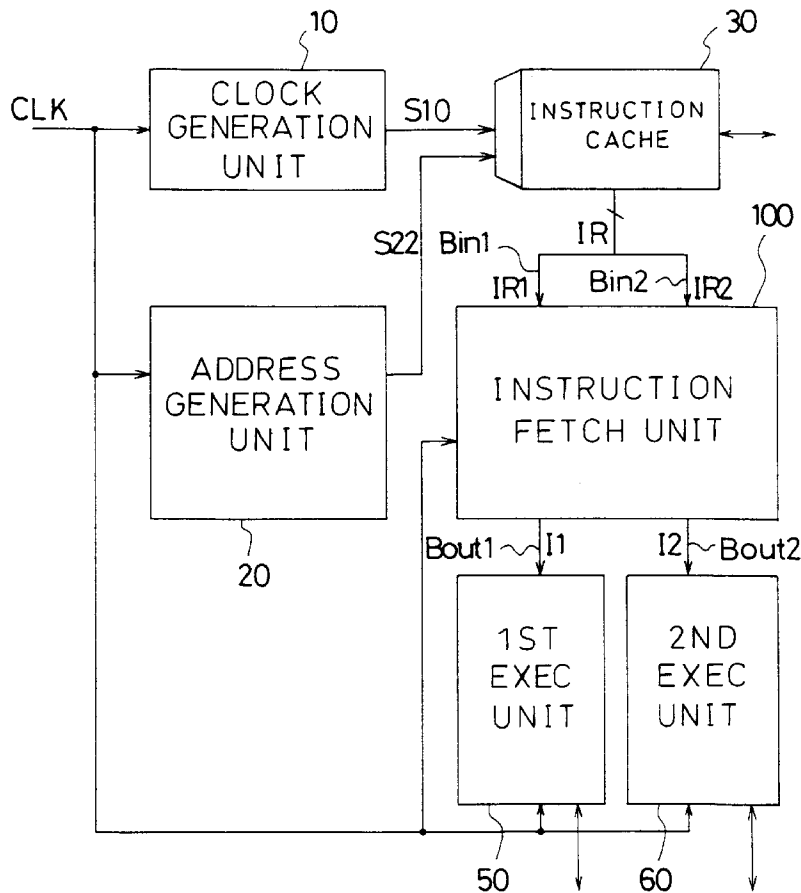 10
30
CLK
CLOCK
GENERATION
UNIT
S10
INSTRUCTION
CACHE
S22
Bin1
IR
100
IR1
Bin2
IR2
ADDRESS
GENERATION
UNIT
INSTRUCTION
FETCH UNIT
20
Bout1
I1
I2
Bout2
1ST
EXEC
UNIT
2ND
EXEC
UNIT
50
60